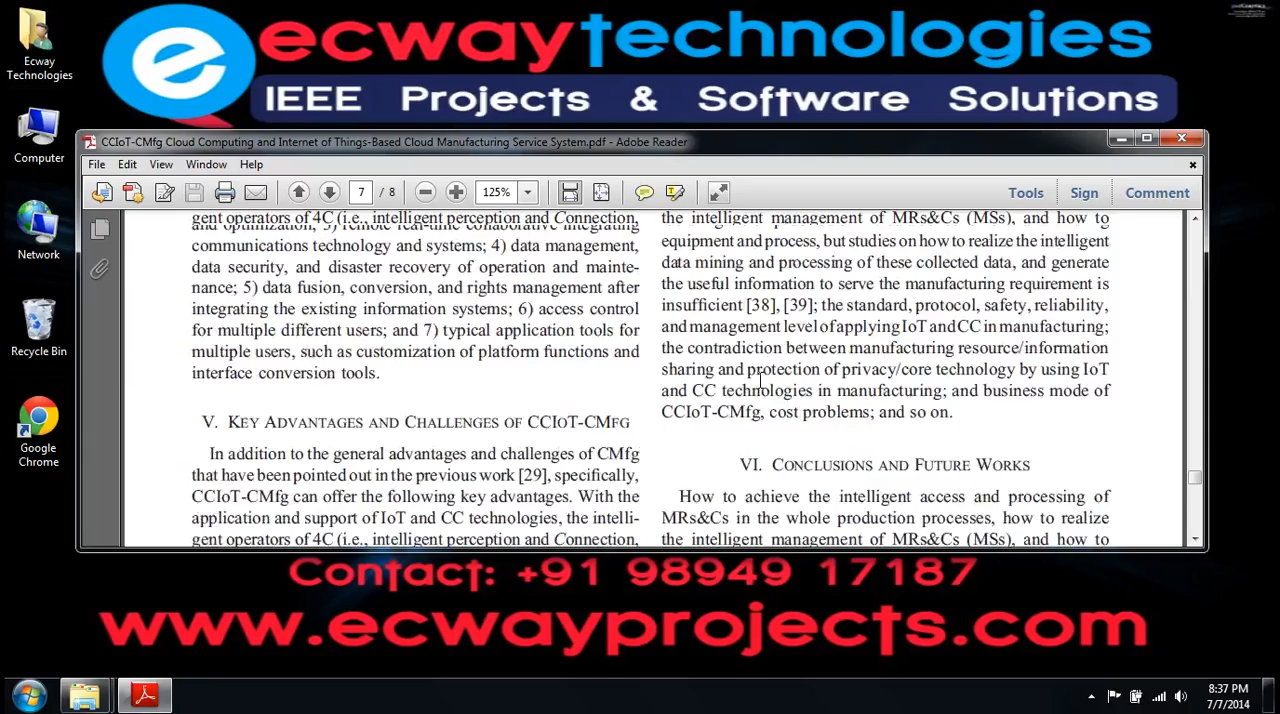 ecwaytechnologies
IEEE Projects & Software Solutions
Ecway
Technologies
Computer
Network
Recycle Bin
Google
Chrome
CCIoT-CMfg Cloud Computing and Internet of Things-Based Cloud Manufacturing Service System.pdf - Adobe Reader
File Edit View Window Help
7 / 8 125% Tools Sign Comment
gent operators of 4C (i.e., intelligent perception and Connection,
communications technology and systems; 4) data management,
data security, and disaster recovery of operation and mainte-
nance; 5) data fusion, conversion, and rights management after
integrating the existing information systems; 6) access control
for multiple different users; and 7) typical application tools for
multiple users, such as customization of platform functions and
interface conversion tools.
V. KEY ADVANTAGES AND CHALLENGES OF CCIOT-CMFG
In addition to the general advantages and challenges of CMfg
that have been pointed out in the previous work [29], specifically,
CCIoT-CMfg can offer the following key advantages. With the
application and support of IoT and CC technologies, the intelli-
gent operators of 4C (i.e., intelligent perception and Connection,
the intelligent management of MRs&Cs (MSs), and how to
equipment and process, but studies on how to realize the intelligent
data mining and processing of these collected data, and generate
the useful information to serve the manufacturing requirement is
insufficient [38], [39]; the standard, protocol, safety, reliability,
and management level of applying IoT and CC in manufacturing;
the contradiction between manufacturing resource/information
sharing and protection of privacy/core technology by using IoT
and CC technologies in manufacturing; and business mode of
CCIoT-CMfg, cost problems; and so on.
VI. CONCLUSIONS AND FUTURE WORKS
How to achieve the intelligent access and processing of
MRs&Cs in the whole production processes, how to realize
the intelligent management of MRs&Cs (MSs), and how to
Contact: +91 98949 17187
www.ecwayprojects.com
8:37 PM
7/7/2014